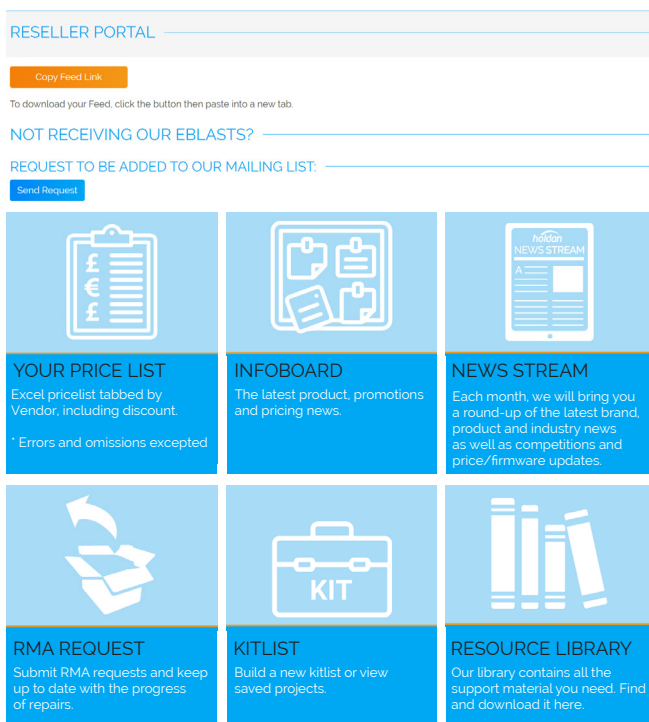 RESELLER PORTAL
Copy Feed Link
To download your Feed, click the button then paste into a new tab.
NOT RECEIVING OUR EBLASTS?
REQUEST TO BE ADDED TO OUR MAILING LIST:
Send Request
£
€
£
YOUR PRICE LIST
Excel pricelist tabbed by
Vendor, including discount.
* Errors and omissions excepted
INFOBOARD
The latest product, promotions
and pricing news.
holdan
NEWS STREAM
A
NEWS STREAM
Each month, we will bring you
a round-up of the latest brand,
product and industry news
as well as competitions and
price/firmware updates.
RMA REQUEST
Submit RMA requests and keep
up to date with the progress
of repairs.
KIT
KITLIST
Build a new kitlist or view
saved projects.
RESOURCE LIBRARY
Our library contains all the
support material you need. Find
and download it here.